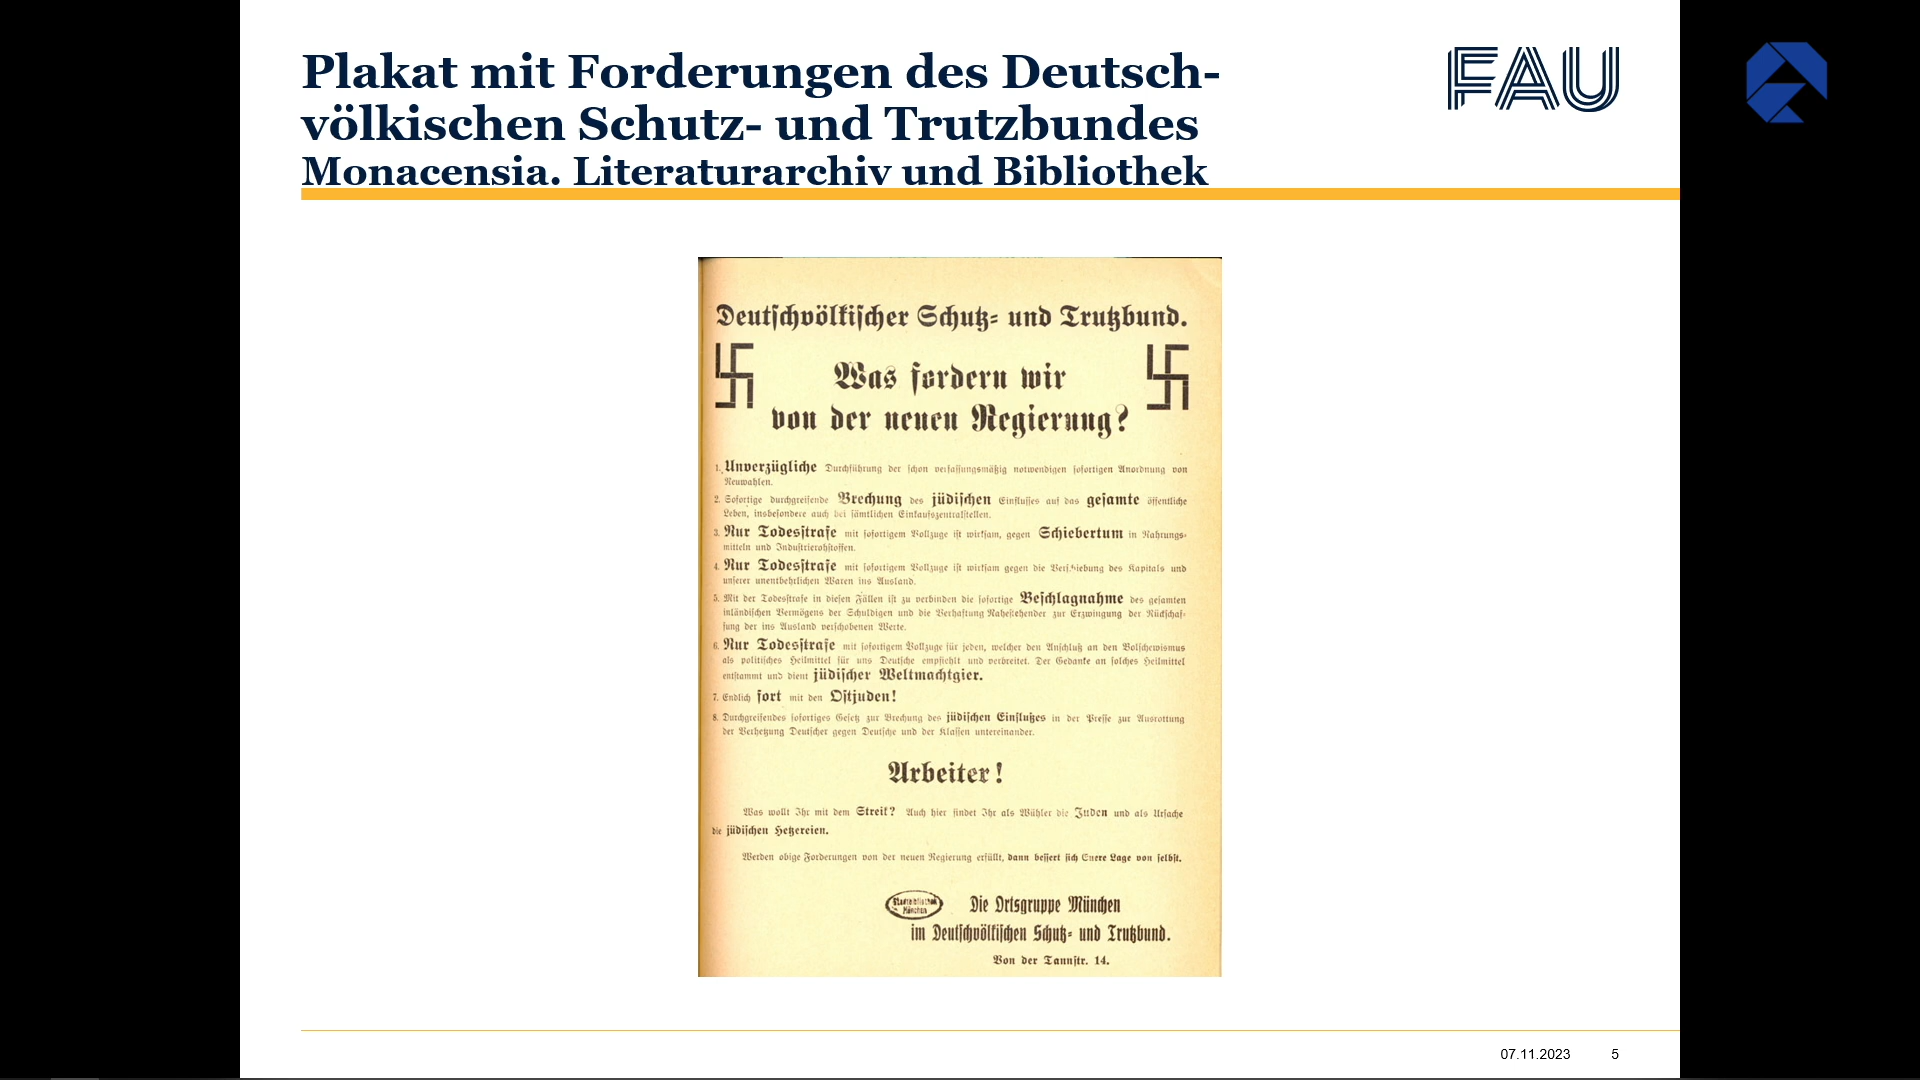 Plakat mit Forderungen des Deutsch-
völkischen Schutz- und Trutzbundes
Monacensia. Literaturarchiv und Bibliothek
FAU
Deutschvölkischer Schutz- und Trutzbund.
Was fordern wir
von der neuen Regierung?
1. Unverzügliche Durchführung der schon verfassungsmäßig notwendigen sofortigen Anordnung von
Neuwahlen.
2. Sofortige durchgreifende Brechung des jüdischen Einflusses auf das gesamte öffentliche
Leben, insbesondere auch bei sämtlichen Einkaufszentralstellen.
3. Nur Todesstrafe mit sofortigem Vollzuge ist wirksam, gegen Schiebertum in Nahrungs-
mitteln und Industrierohstoffen.
4. Nur Todesstrafe mit sofortigem Vollzuge ist wirksam gegen die Verschiebung des Kapitals und
unserer unentbehrlichen Waren ins Ausland.
5. Mit der Todesstrafe in diesen Fällen ist zu verbinden die sofortige Beschlagnahme des gesamten
inländischen Vermögens der Schuldigen und die Verhaftung Nahestehender zur Erzwingung der Rückschaf-
fung der ins Ausland verschobenen Werte.
6. Nur Todesstrafe mit sofortigem Vollzuge für jeden, welcher den Anschluß an den Bolschewismus
als politisches Heilmittel für uns Deutsche empfiehlt und verbreitet. Der Gedanke an solches Heilmittel
entstammt und dient jüdischer Weltmachtgier.
7. Endlich fort mit den Ostjuden!
8. Durchgreifendes sofortiges Gesetz zur Brechung des jüdischen Einflußes in der Presse zur Ausrottung
der Verhetzung Deutscher gegen Deutsche und der Klassen untereinander.
Arbeiter!
Was wollt Ihr mit dem Streik? Auch hier findet Ihr als Wühler die Juden und als Ursache
die jüdischen Hetzereien.
Werden obige Forderungen von der neuen Regierung erfüllt, dann bessert sich Euere Lage von selbst.
Stadtbibliothek
München
Die Ortsgruppe München
im Deutschvölkischen Schutz- und Trutzbund.
Von der Tannstr. 14.
07.11.2023 5